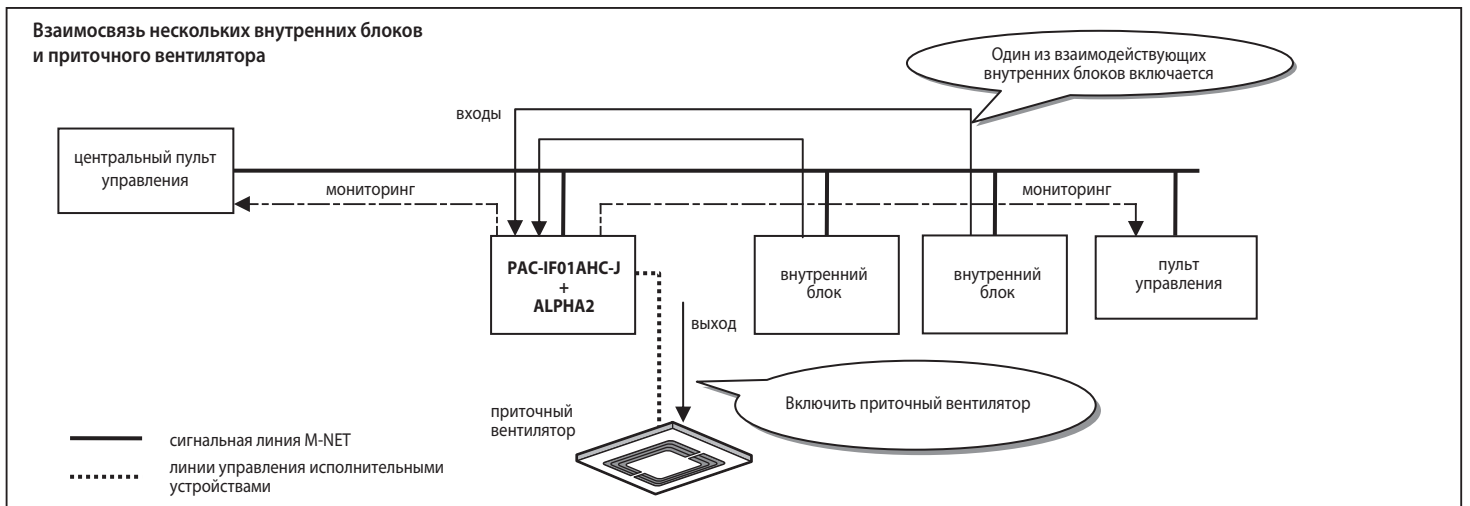 Взаимосвязь нескольких внутренних блоков
и приточного вентилятора
Один из взаимодействующих
внутренних блоков включается
входы
центральный пульт
управления
мониторинг
мониторинг
PAC-IF01AHC-J
+
ALPHA2
внутренний
блок
внутренний
блок
пульт
управления
выход
Включить приточный вентилятор
приточный
вентилятор
сигнальная линия M-NET
линии управления исполнительными
устройствами